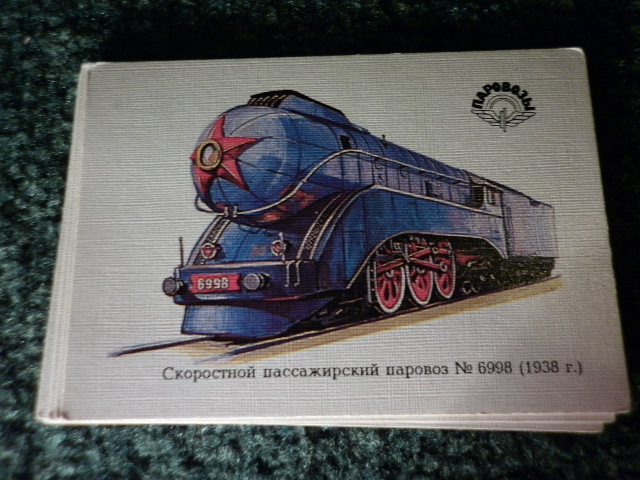 ПАРОВОЗЫ
6998
Скоростной пассажирский паровоз № 6998 (1938 г.)